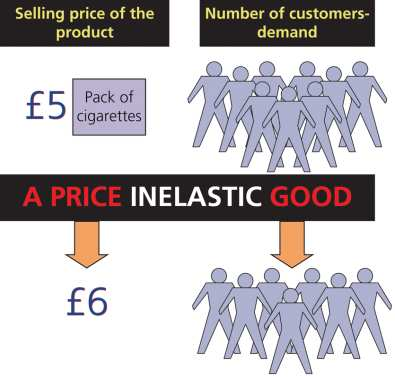 Selling price of the
product
Number of customers-
demand
£5
Pack of
cigarettes
A PRICE INELASTIC GOOD
£6